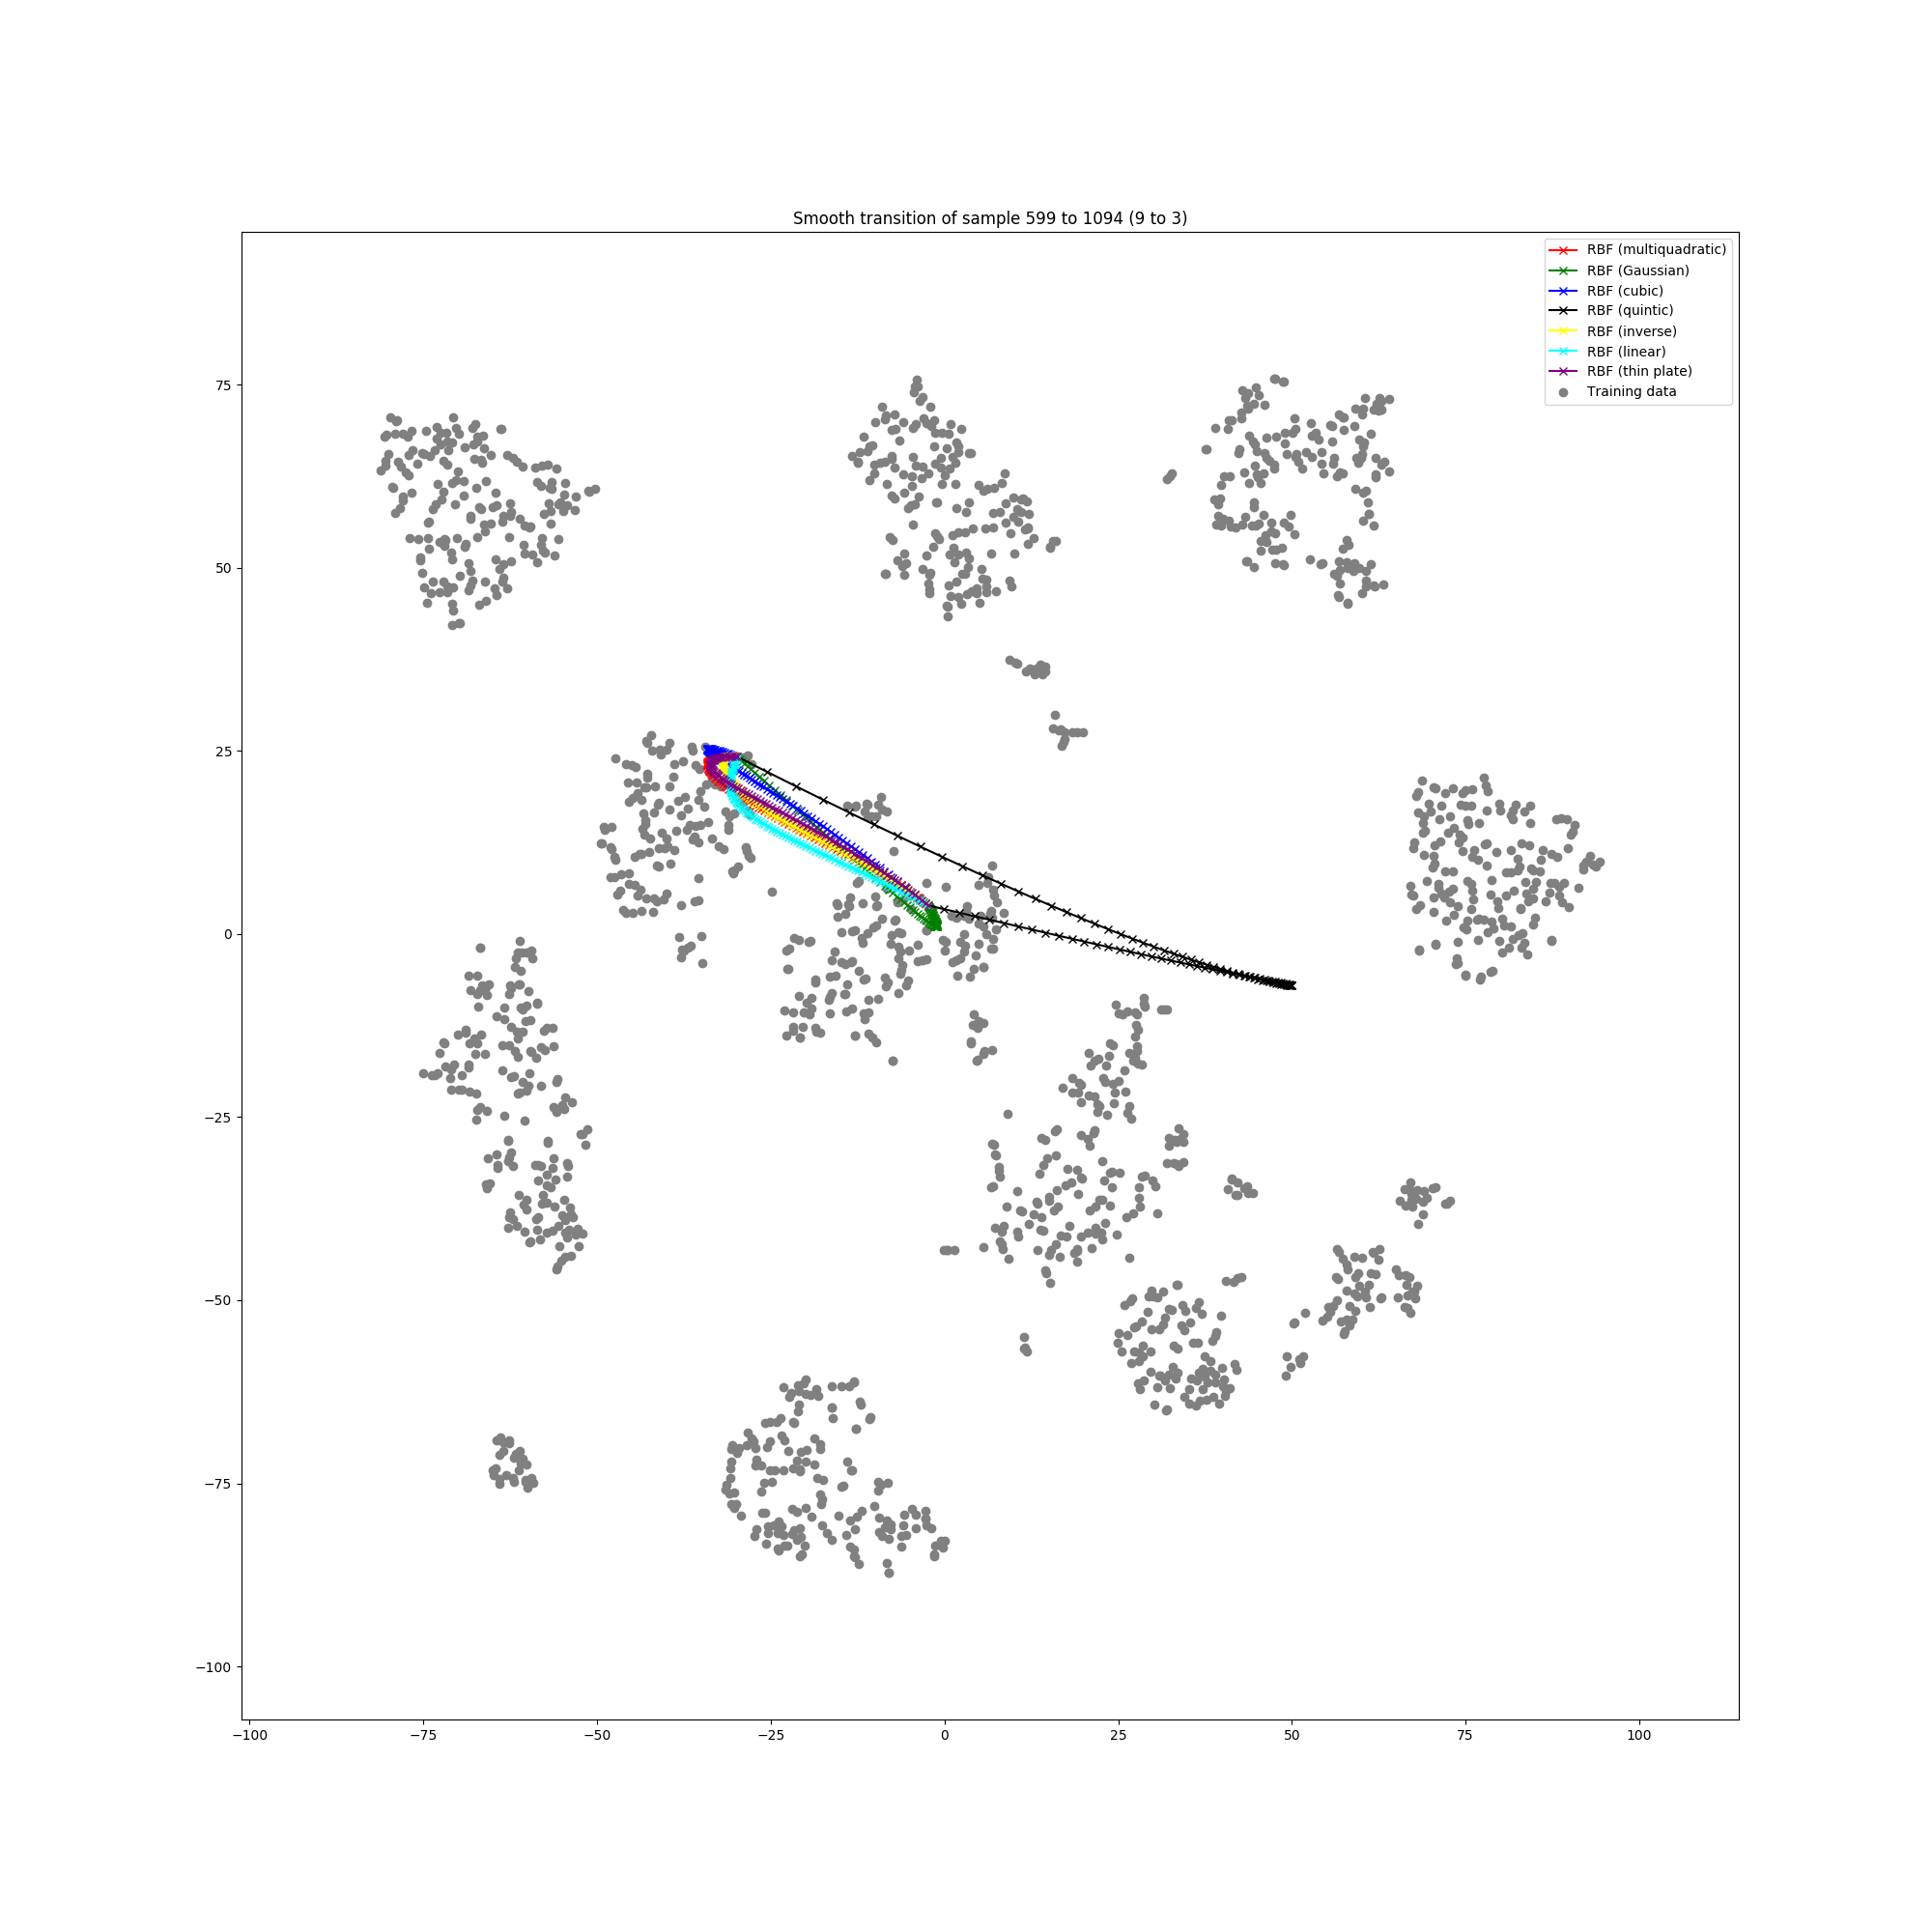 Smooth transition of sample 599 to 1094 (9 to 3)
RBF (multiquadratic)
RBF (Gaussian)
RBF (cubic)
RBF (quintic)
RBF (inverse)
RBF (linear)
RBF (thin plate)
Training data
75
50
25
0
−25
−50
−75
−100
−100 −75 −50 −25 0 25 50 75 100